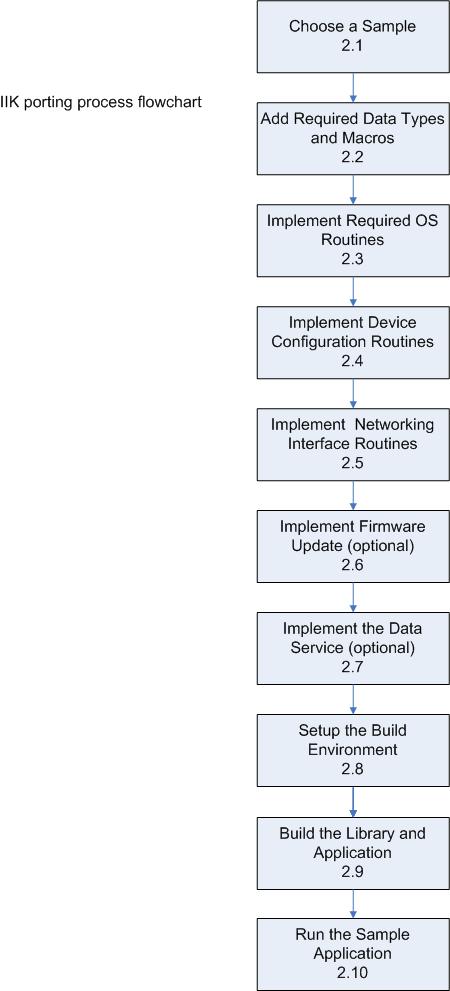 Choose a Sample
2.1
IIK porting process flowchart
Add Required Data Types
and Macros
2.2
Implement Required OS
Routines
2.3
Implement Device
Configuration Routines
2.4
Implement Networking
Interface Routines
2.5
Implement Firmware
Update (optional)
2.6
Implement the Data
Service (optional)
2.7
Setup the Build
Environment
2.8
Build the Library and
Application
2.9
Run the Sample
Application
2.10